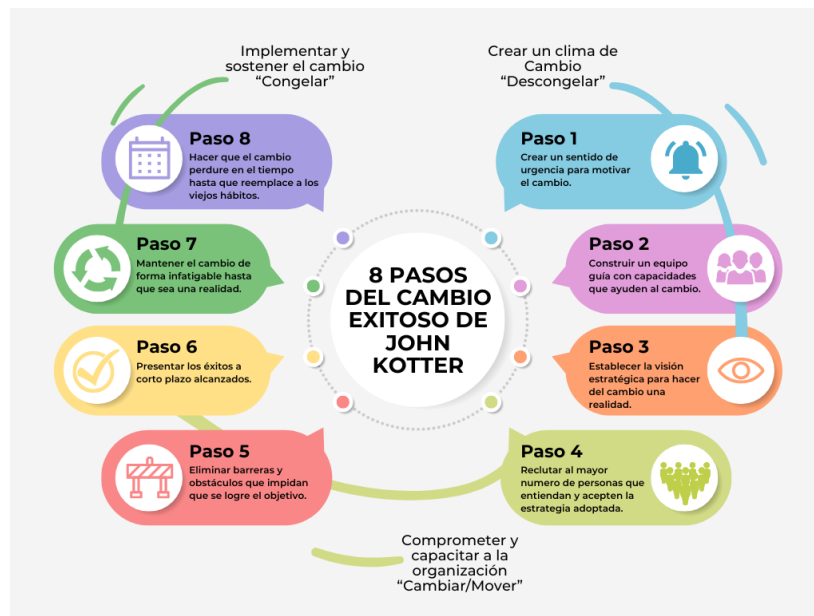 Implementar y
sostener el cambio
“Congelar”
Crear un clima de
Cambio
“Descongelar”
Paso 8
Hacer que el cambio
perdure en el tiempo
hasta que reemplace a los
viejos hábitos.
Paso 1
Crear un sentido de
urgencia para motivar
el cambio.
Paso 7
Mantener el cambio de
forma infatigable hasta
que sea una realidad.
Paso 2
Construir un equipo
guía con capacidades
que ayuden al cambio.
8 PASOS
DEL CAMBIO
EXITOSO DE
JOHN
KOTTER
Paso 6
Presentar los éxitos a
corto plazo alcanzados.
Paso 3
Establecer la visión
estratégica para hacer
del cambio una
realidad.
Paso 5
Eliminar barreras y
obstáculos que impidan
que se logre el objetivo.
Paso 4
Reclutar al mayor
numero de personas que
entiendan y acepten la
estrategia adoptada.
Comprometer y
capacitar a la
organización
“Cambiar/Mover”